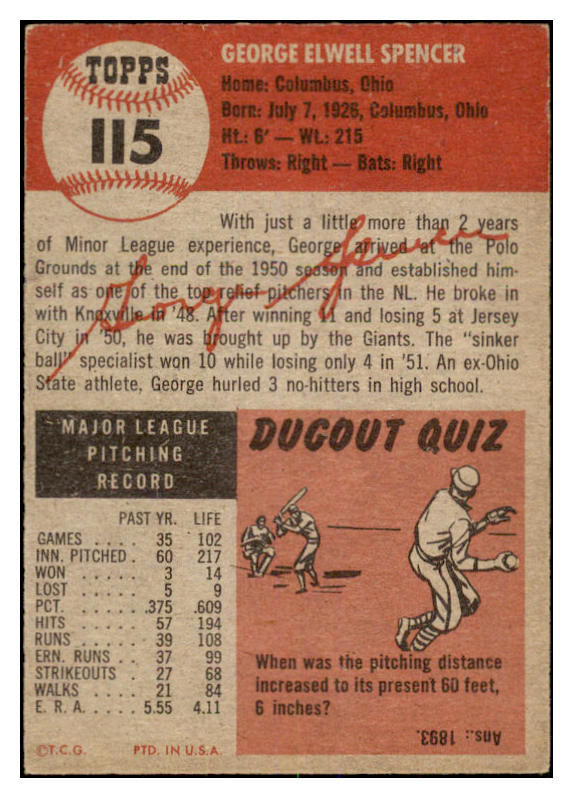 TOPPS
115
GEORGE ELWELL SPENCER
Home: Columbus, Ohio
Born: July 7, 1926, Columbus, Ohio
Ht.: 6' — Wt.: 215
Throws: Right — Bats: Right
With just a little more than 2 years
of Minor League experience, George arrived at the Polo
Grounds at the end of the 1950 season and established him-
self as one of the top relief pitchers in the NL. He broke in
with Knoxville in '48. After winning 11 and losing 5 at Jersey
City in '50, he was brought up by the Giants. The "sinker
ball" specialist won 10 while losing only 4 in '51. An ex-Ohio
State athlete, George hurled 3 no-hitters in high school.
George Spencer
MAJOR LEAGUE
PITCHING
RECORD
PAST YR. LIFE
GAMES .... 35 102
INN. PITCHED . 60 217
WON ..... 3 14
LOST ..... 5 9
PCT. ...... .375 .609
HITS ..... 57 194
RUNS ..... 39 108
ERN. RUNS .. 37 99
STRIKEOUTS . 27 68
WALKS .... 21 84
E. R. A. .... 5.55 4.11
©T.C.G. PTD. IN U.S.A.
DUGOUT QUIZ
When was the pitching distance
increased to its present 60 feet,
6 inches?
Ans.: 1893.